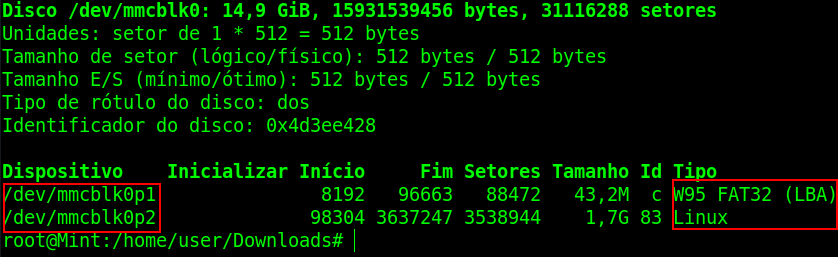 Disco /dev/mmcblk0: 14,9 GiB, 15931539456 bytes, 31116288 setores
Unidades: setor de 1 * 512 = 512 bytes
Tamanho de setor (lógico/físico): 512 bytes / 512 bytes
Tamanho E/S (mínimo/ótimo): 512 bytes / 512 bytes
Tipo de rótulo do disco: dos
Identificador do disco: 0x4d3ee428
Dispositivo Inicializar Início Fim Setores Tamanho Id Tipo
/dev/mmcblk0p1 8192 96663 88472 43,2M c W95 FAT32 (LBA)
/dev/mmcblk0p2 98304 3637247 3538944 1,7G 83 Linux
root@Mint:/home/user/Downloads#